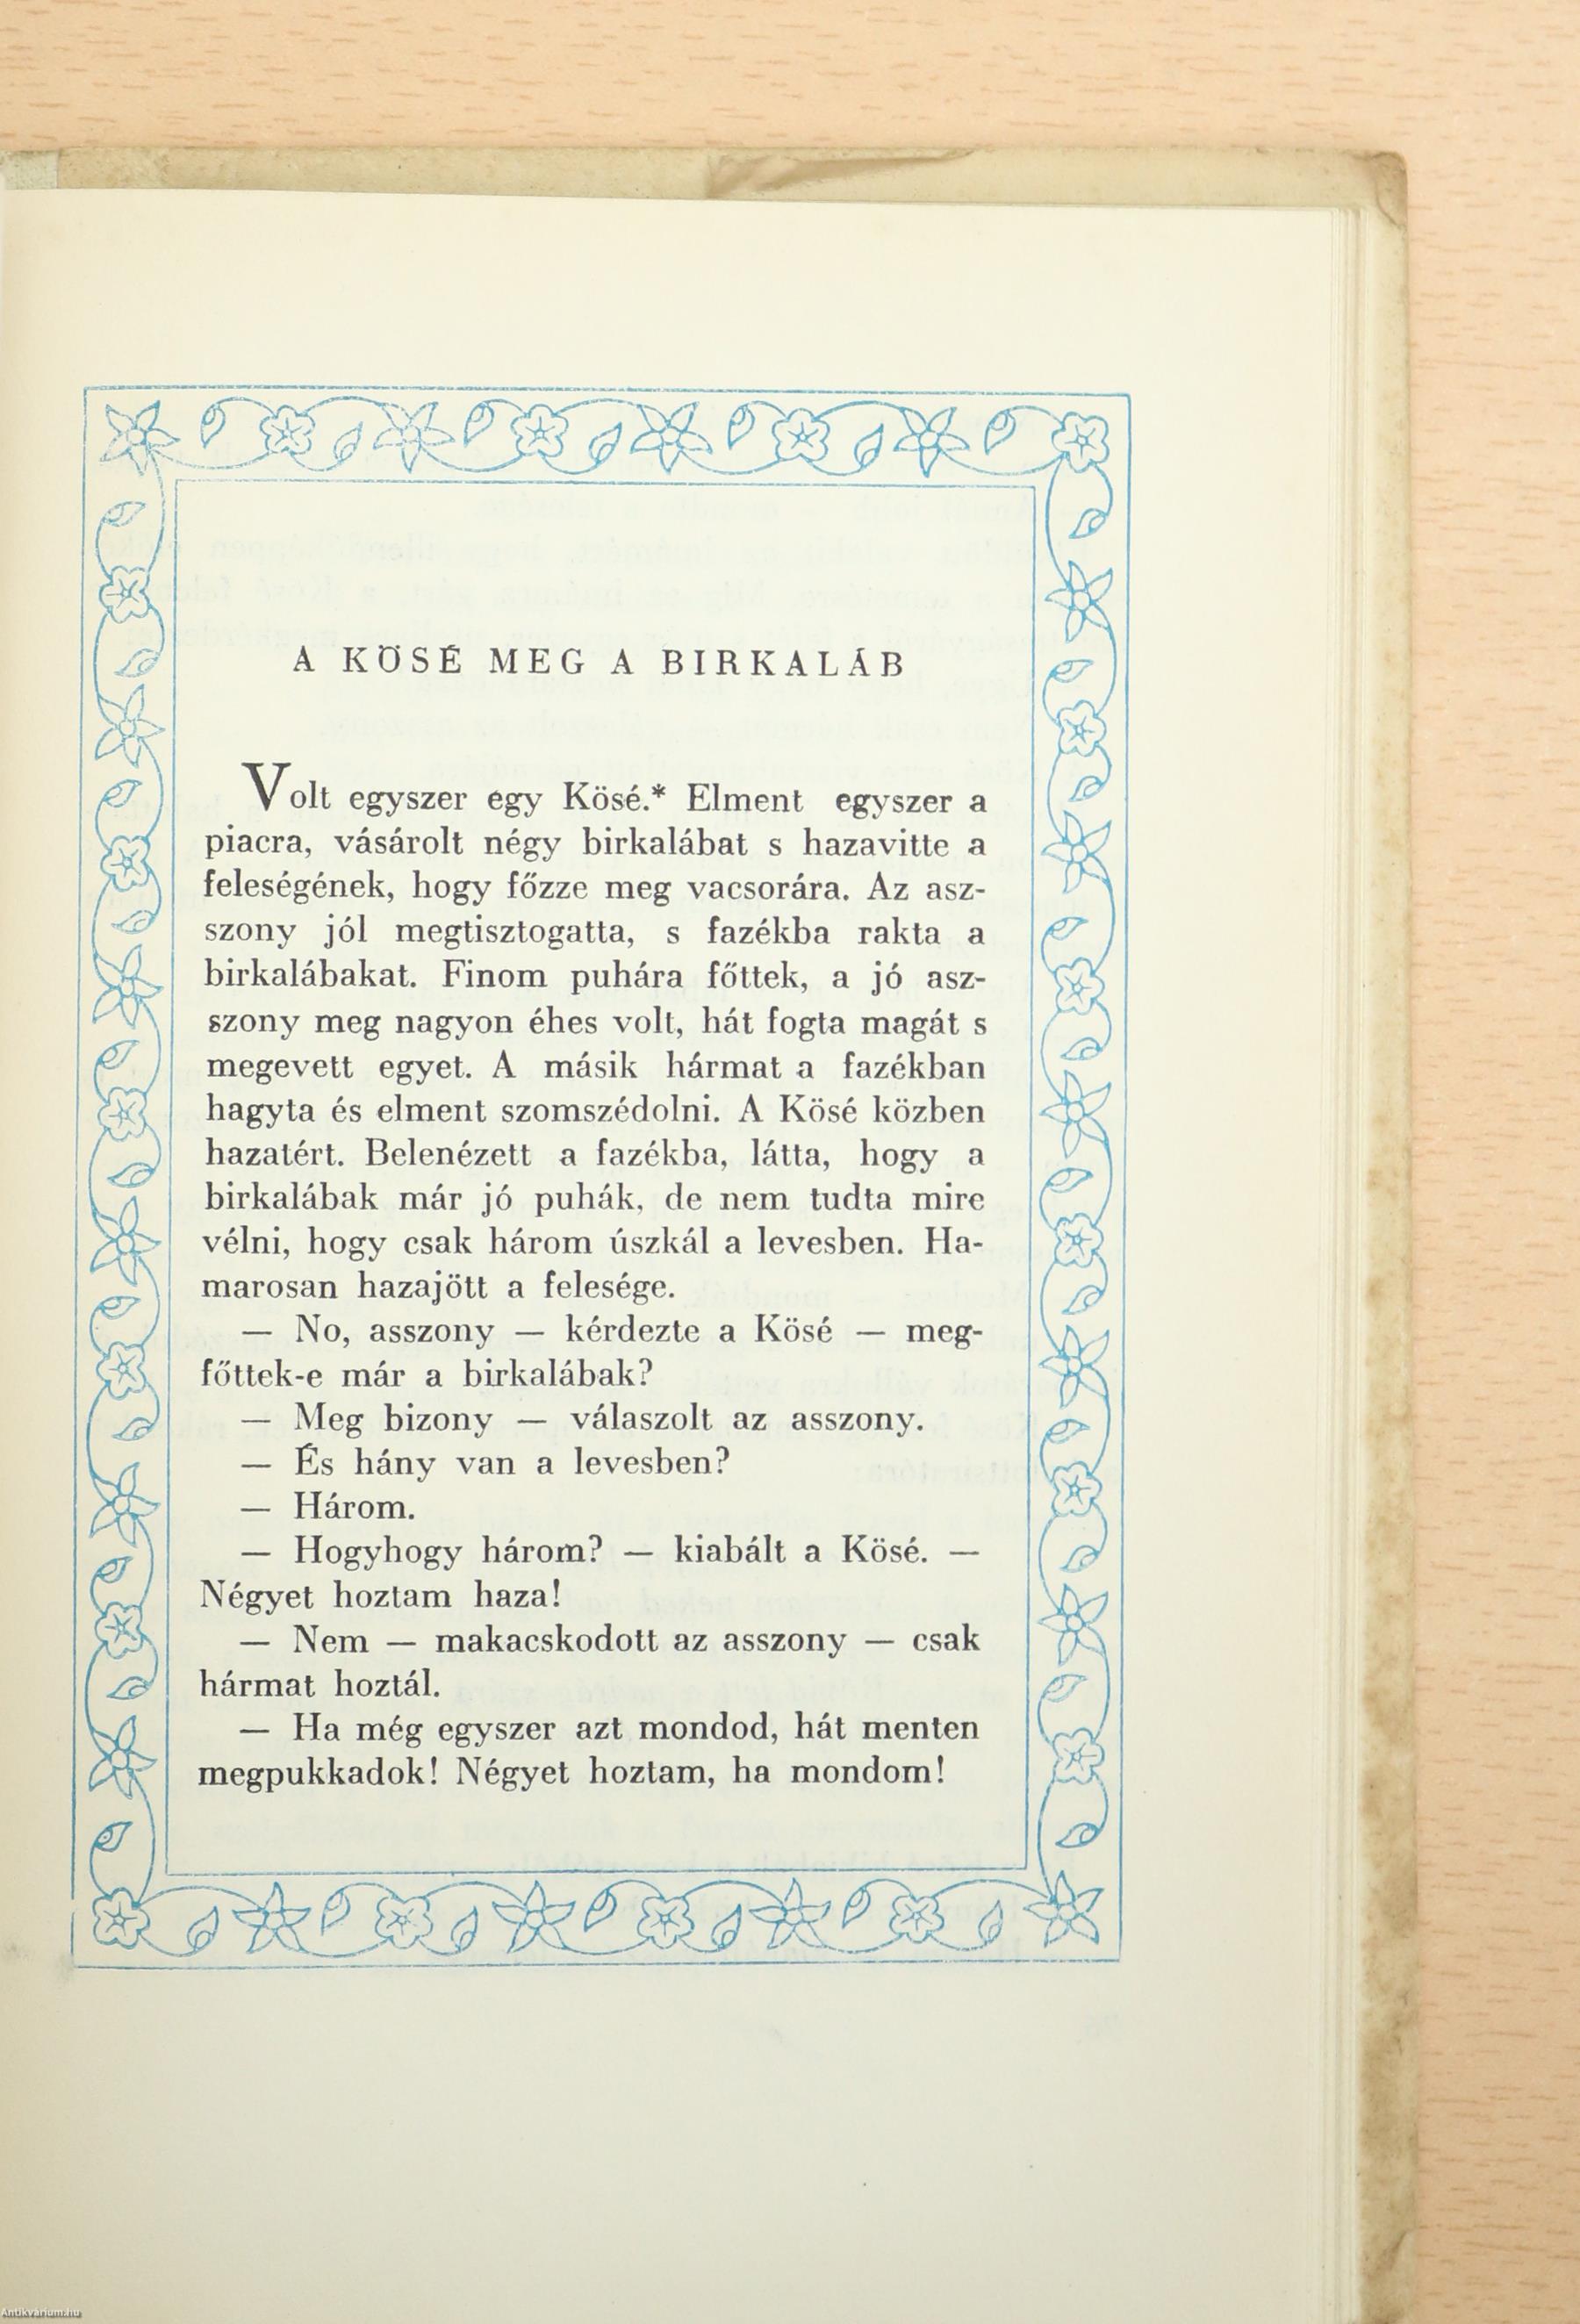 A KÖSÉ MEG A BIRKALÁB
Volt egyszer egy Kösé.* Elment egyszer a
piacra, vásárolt négy birkalábat s hazavitte a
feleségének, hogy főzze meg vacsorára. Az asz-
szony jól megtisztogatta, s fazékba rakta a
birkalábakat. Finom puhára főttek, a jó asz-
szony meg nagyon éhes volt, hát fogta magát s
megevett egyet. A másik hármat a fazékban
hagyta és elment szomszédolni. A Kösé közben
hazatért. Belenézett a fazékba, látta, hogy a
birkalábak már jó puhák, de nem tudta mire
vélni, hogy csak három úszkál a levesben. Ha-
marosan hazajött a felesége.
— No, asszony — kérdezte a Kösé — meg-
főttek-e már a birkalábak?
— Meg bizony — válaszolt az asszony.
— És hány van a levesben?
— Három.
— Hogyhogy három? — kiabált a Kösé. —
Négyet hoztam haza!
— Nem — makacskodott az asszony — csak
hármat hoztál.
— Ha még egyszer azt mondod, hát menten
megpukkadok! Négyet hoztam, ha mondom!
Antikvárium.hu